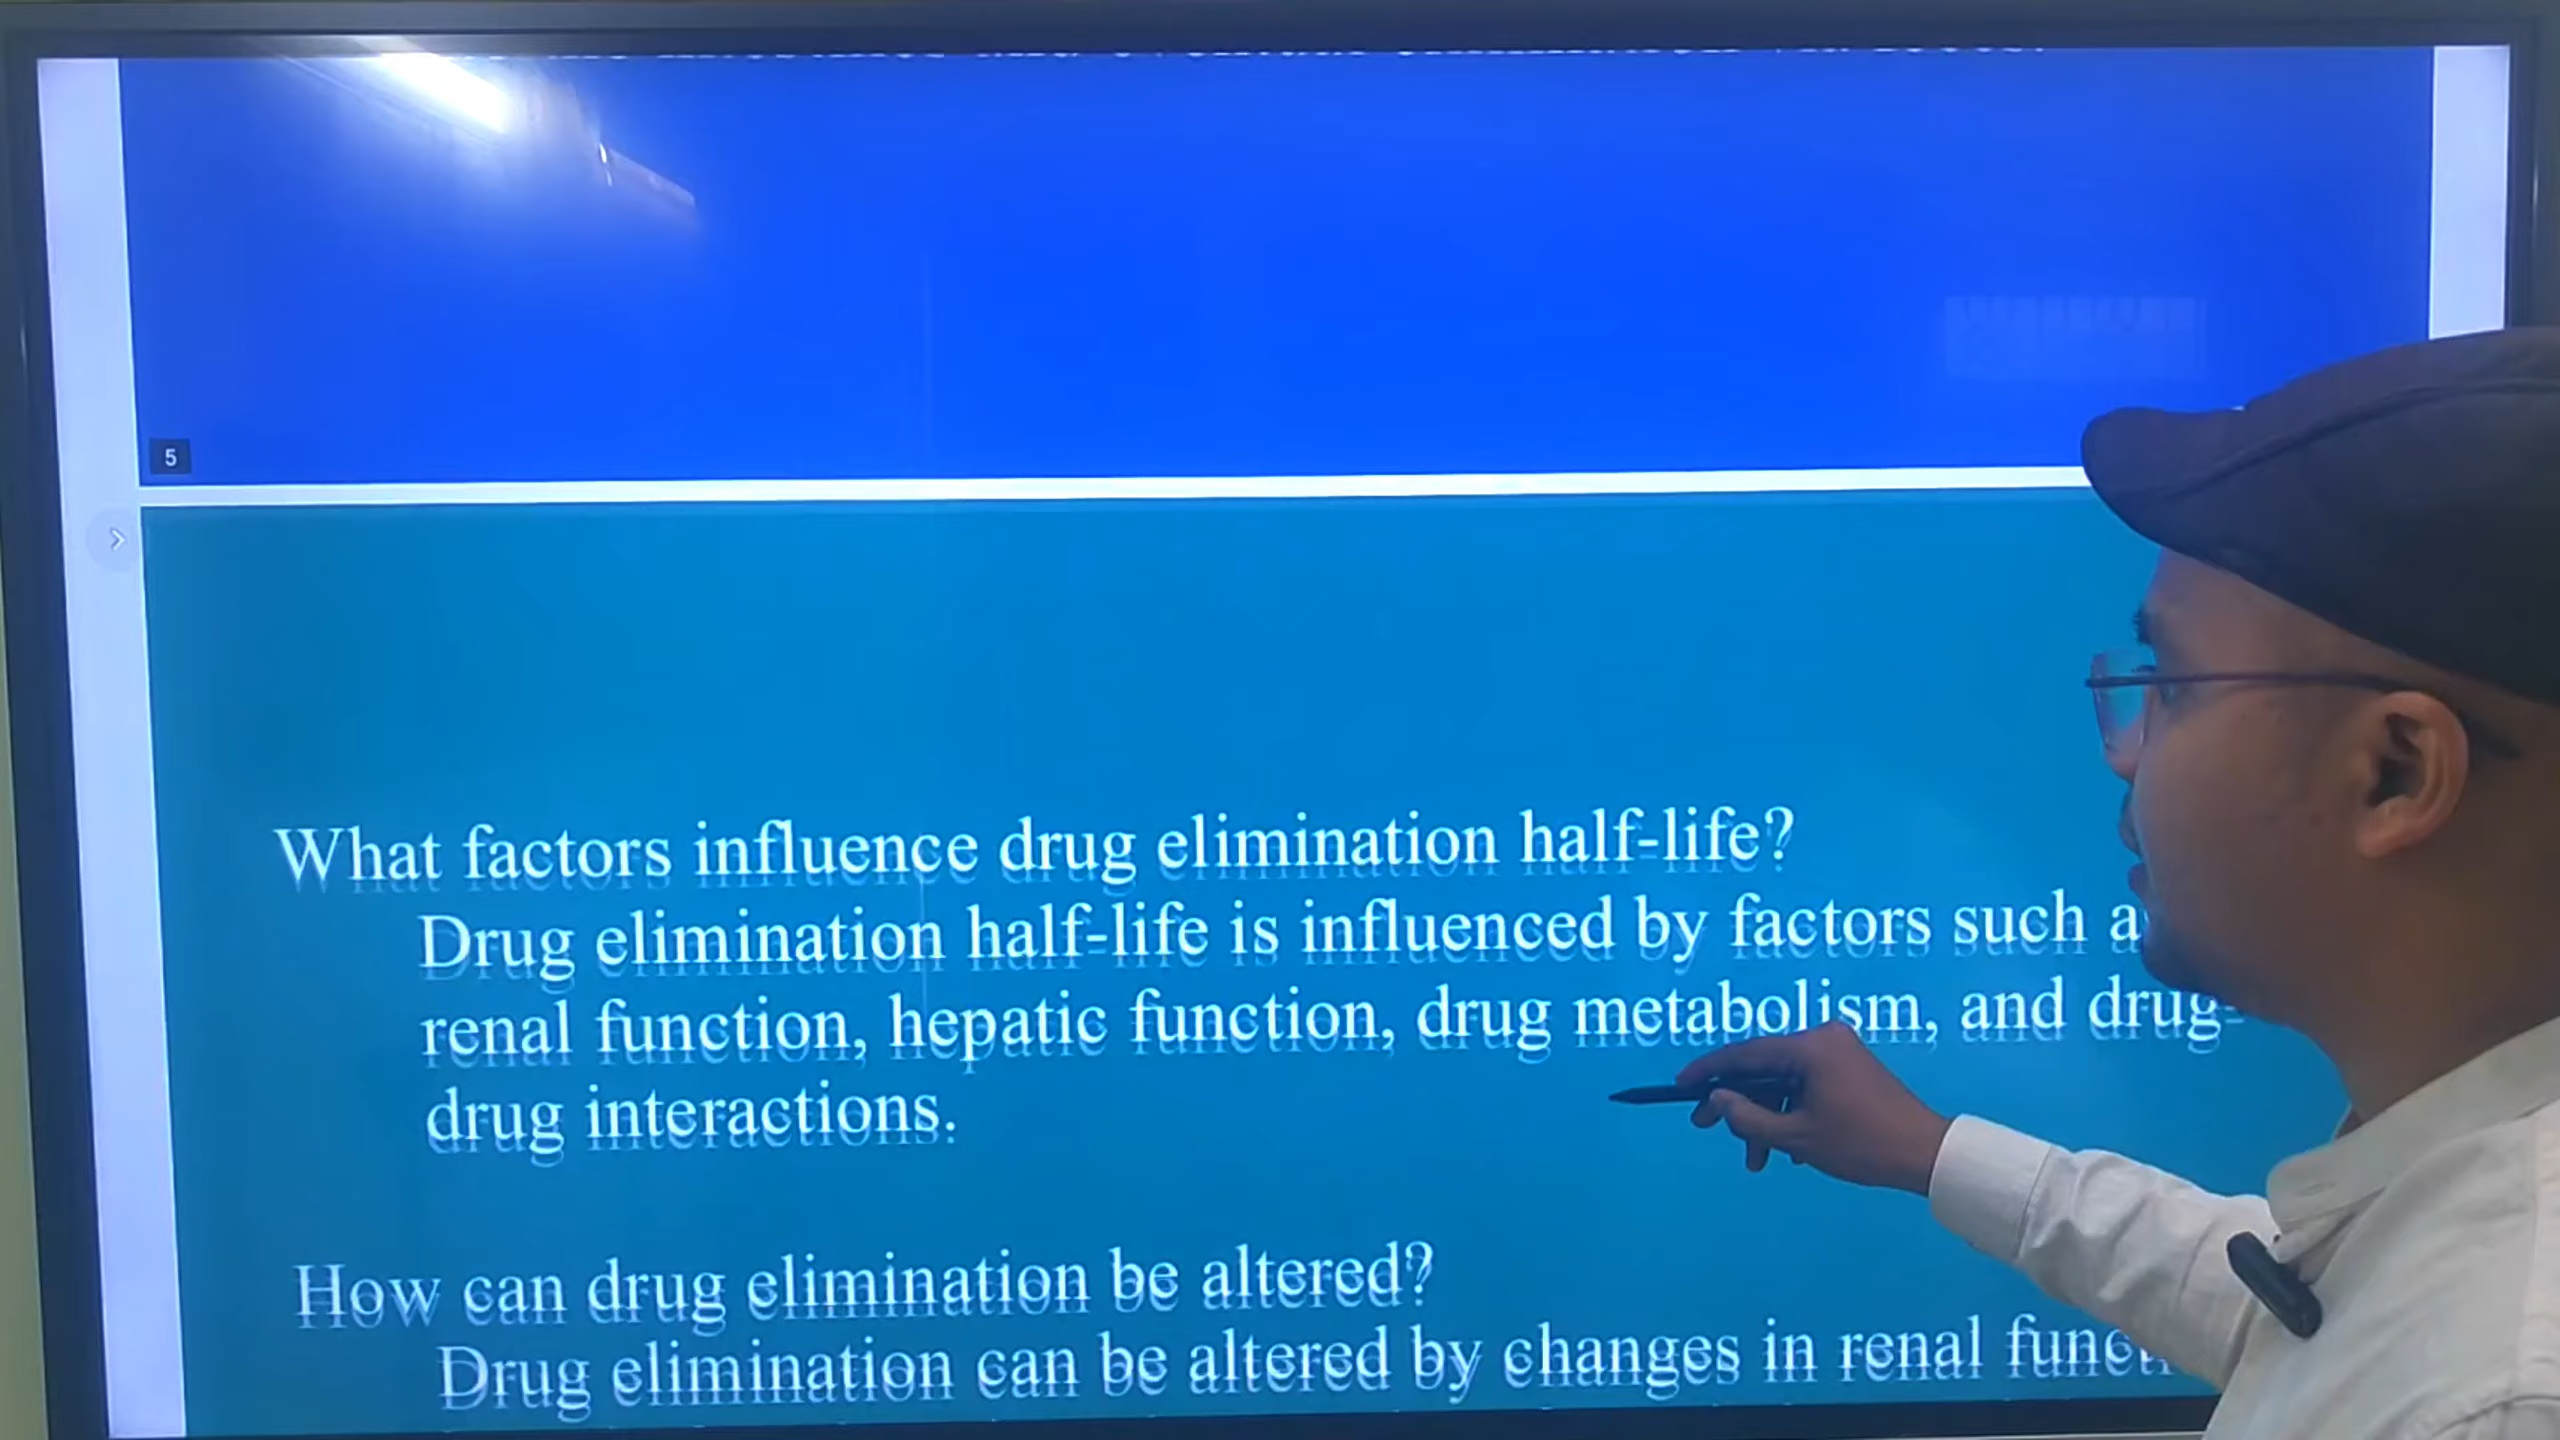 5
What factors influence drug elimination half-life?
Drug elimination half-life is influenced by factors such
renal function, hepatic function, drug metabolism, and drug-
drug interactions.
How can drug elimination be altered?
Drug elimination can be altered by changes in renal